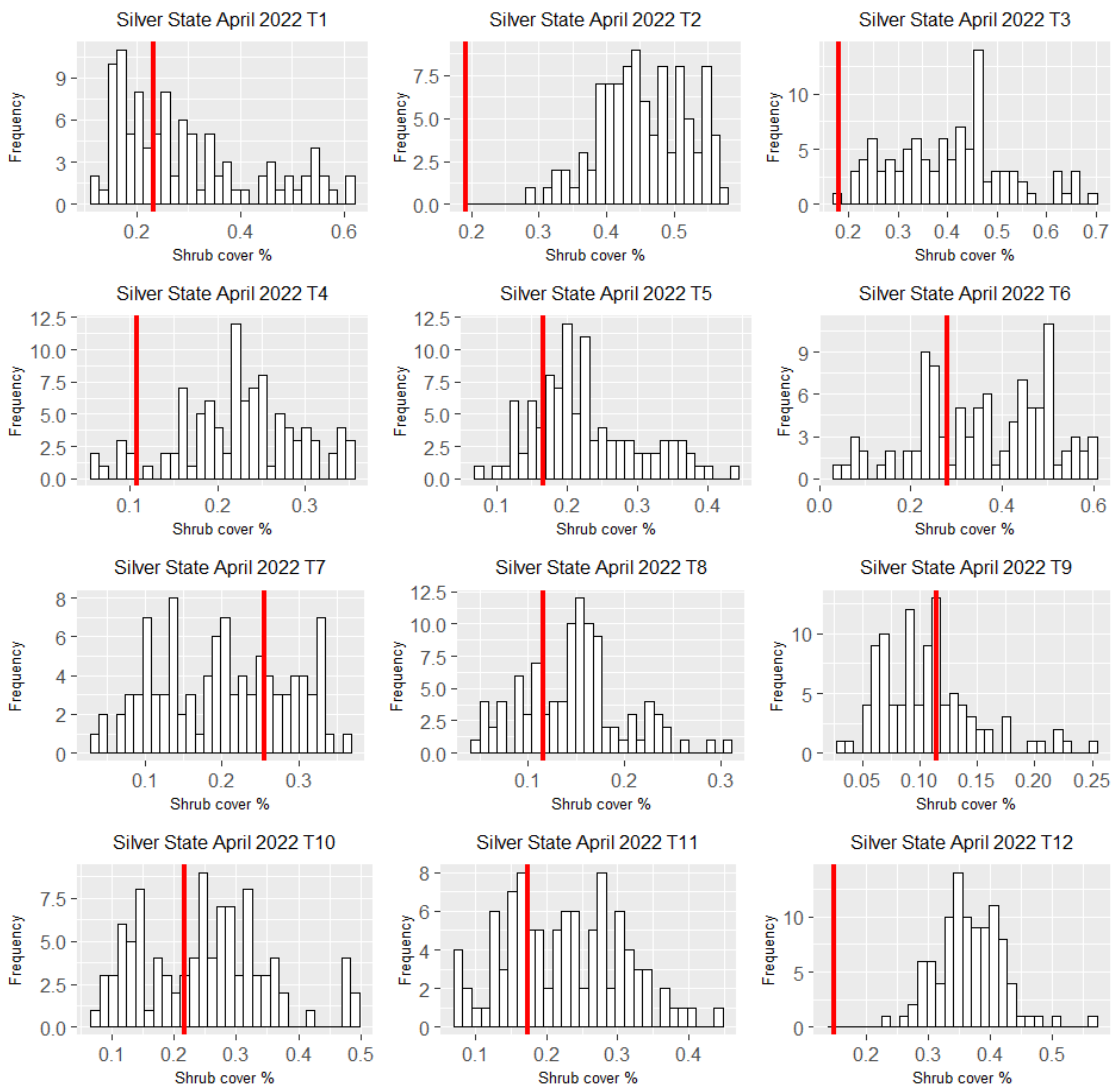 Silver State April 2022 T1
Frequency
9
6
3
0
0.2 0.4 0.6
Shrub cover %
Silver State April 2022 T2
Frequency
7.5
5.0
2.5
0.0
0.2 0.3 0.4 0.5
Shrub cover %
Silver State April 2022 T3
Frequency
10
5
0
0.2 0.3 0.4 0.5 0.6 0.7
Shrub cover %
Silver State April 2022 T4
Frequency
12.5
10.0
7.5
5.0
2.5
0.0
0.1 0.2 0.3
Shrub cover %
Silver State April 2022 T5
Frequency
12.5
10.0
7.5
5.0
2.5
0.0
0.1 0.2 0.3 0.4
Shrub cover %
Silver State April 2022 T6
Frequency
9
6
3
0
0.0 0.2 0.4 0.6
Shrub cover %
Silver State April 2022 T7
Frequency
8
6
4
2
0
0.1 0.2 0.3
Shrub cover %
Silver State April 2022 T8
Frequency
12.5
10.0
7.5
5.0
2.5
0.0
0.1 0.2 0.3
Shrub cover %
Silver State April 2022 T9
Frequency
10
5
0
0.05 0.10 0.15 0.20 0.25
Shrub cover %
Silver State April 2022 T10
Frequency
7.5
5.0
2.5
0.0
0.1 0.2 0.3 0.4 0.5
Shrub cover %
Silver State April 2022 T11
Frequency
8
6
4
2
0
0.1 0.2 0.3 0.4
Shrub cover %
Silver State April 2022 T12
Frequency
10
5
0
0.2 0.3 0.4 0.5
Shrub cover %